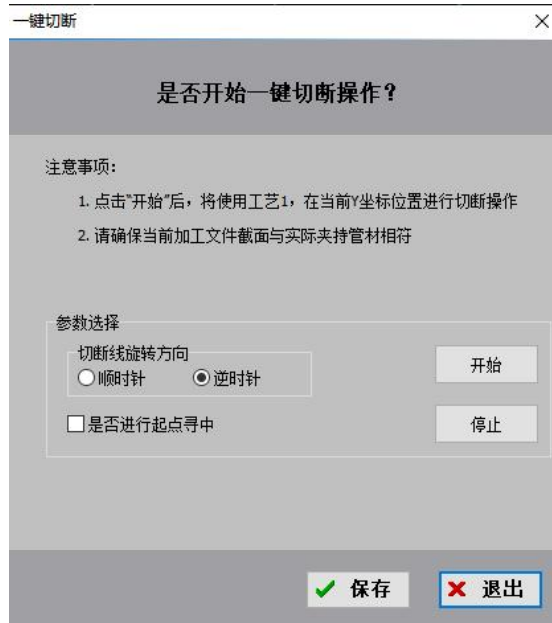 一键切断
是否开始一键切断操作？
注意事项：
1. 点击“开始”后，将使用工艺1，在当前Y坐标位置进行切断操作
2. 请确保当前加工文件截面与实际夹持管材相符
参数选择
切断线旋转方向
顺时针 逆时针
开始
是否进行起点寻中
停止
保存 退出